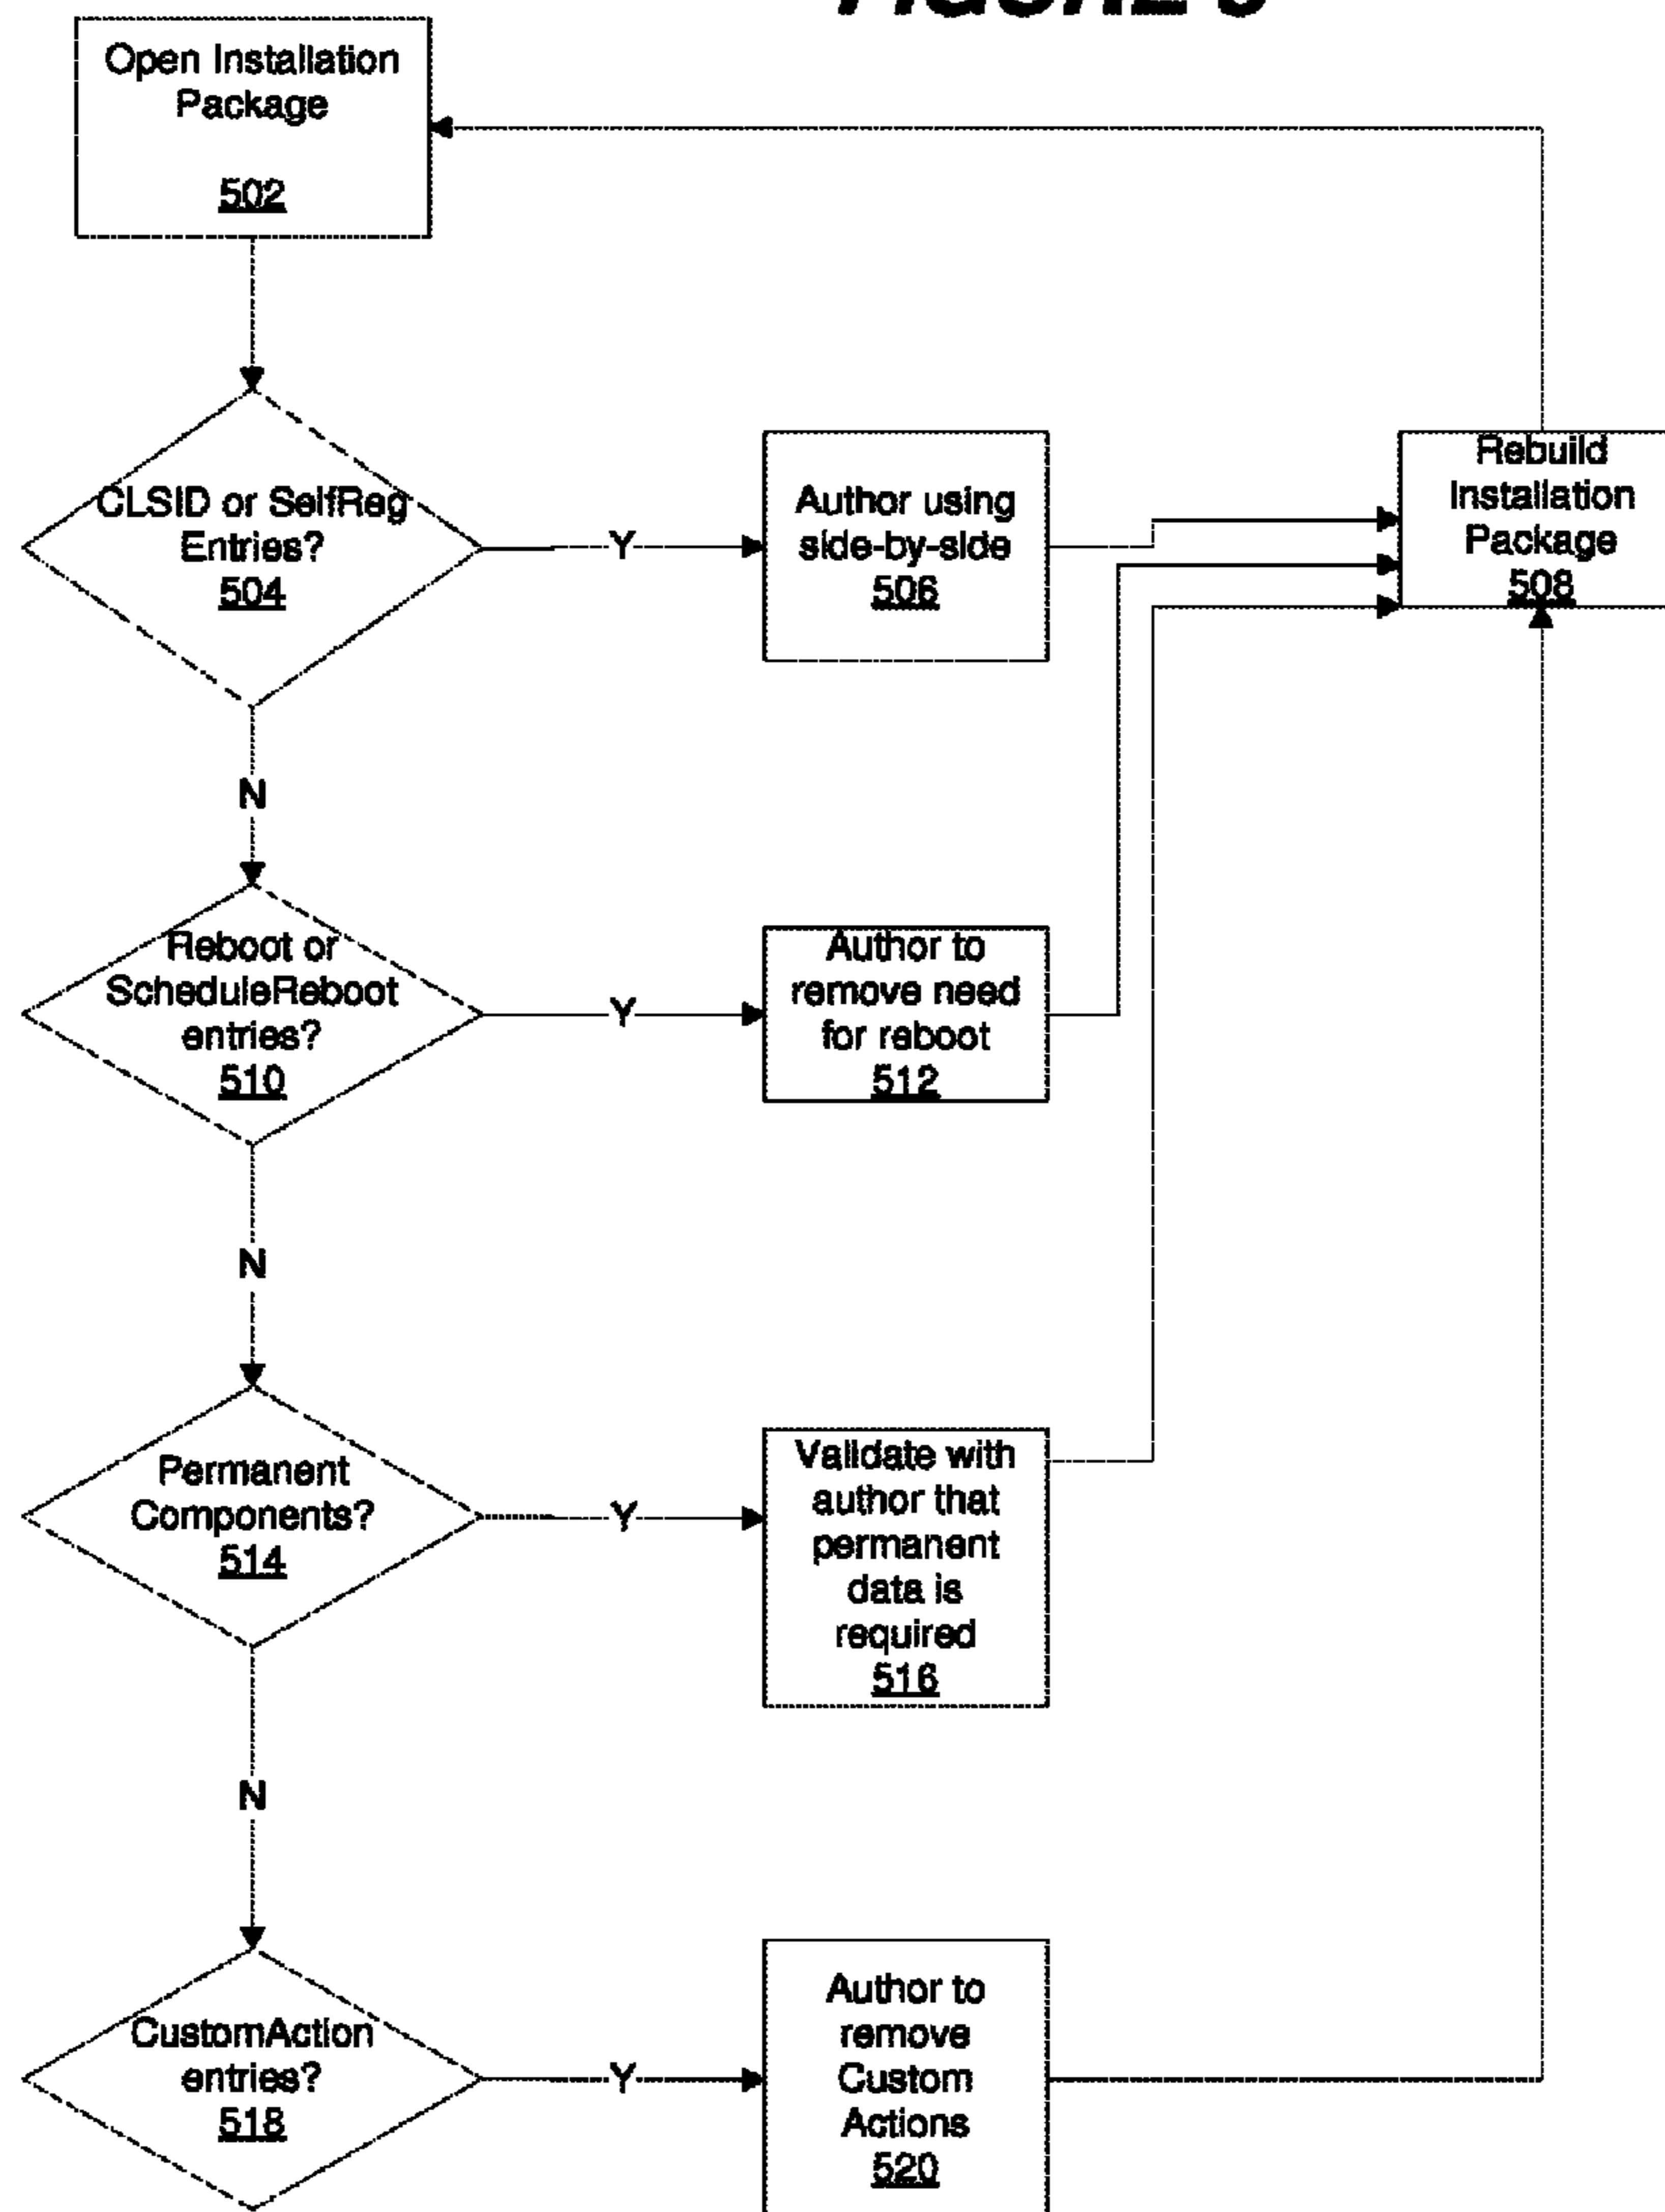 Open Installation
Package
502
CLSID or SelfReg
Entries?
504
Y
Author using
side-by-side
506
Rebuild
Installation
Package
508
N
Reboot or
ScheduleReboot
entries?
510
Y
Author to
remove need
for reboot
512
N
Permanent
Components?
514
Y
Validate with
author that
permanent
data is
required
516
N
CustomAction
entries?
518
Y
Author to
remove
Custom
Actions
520